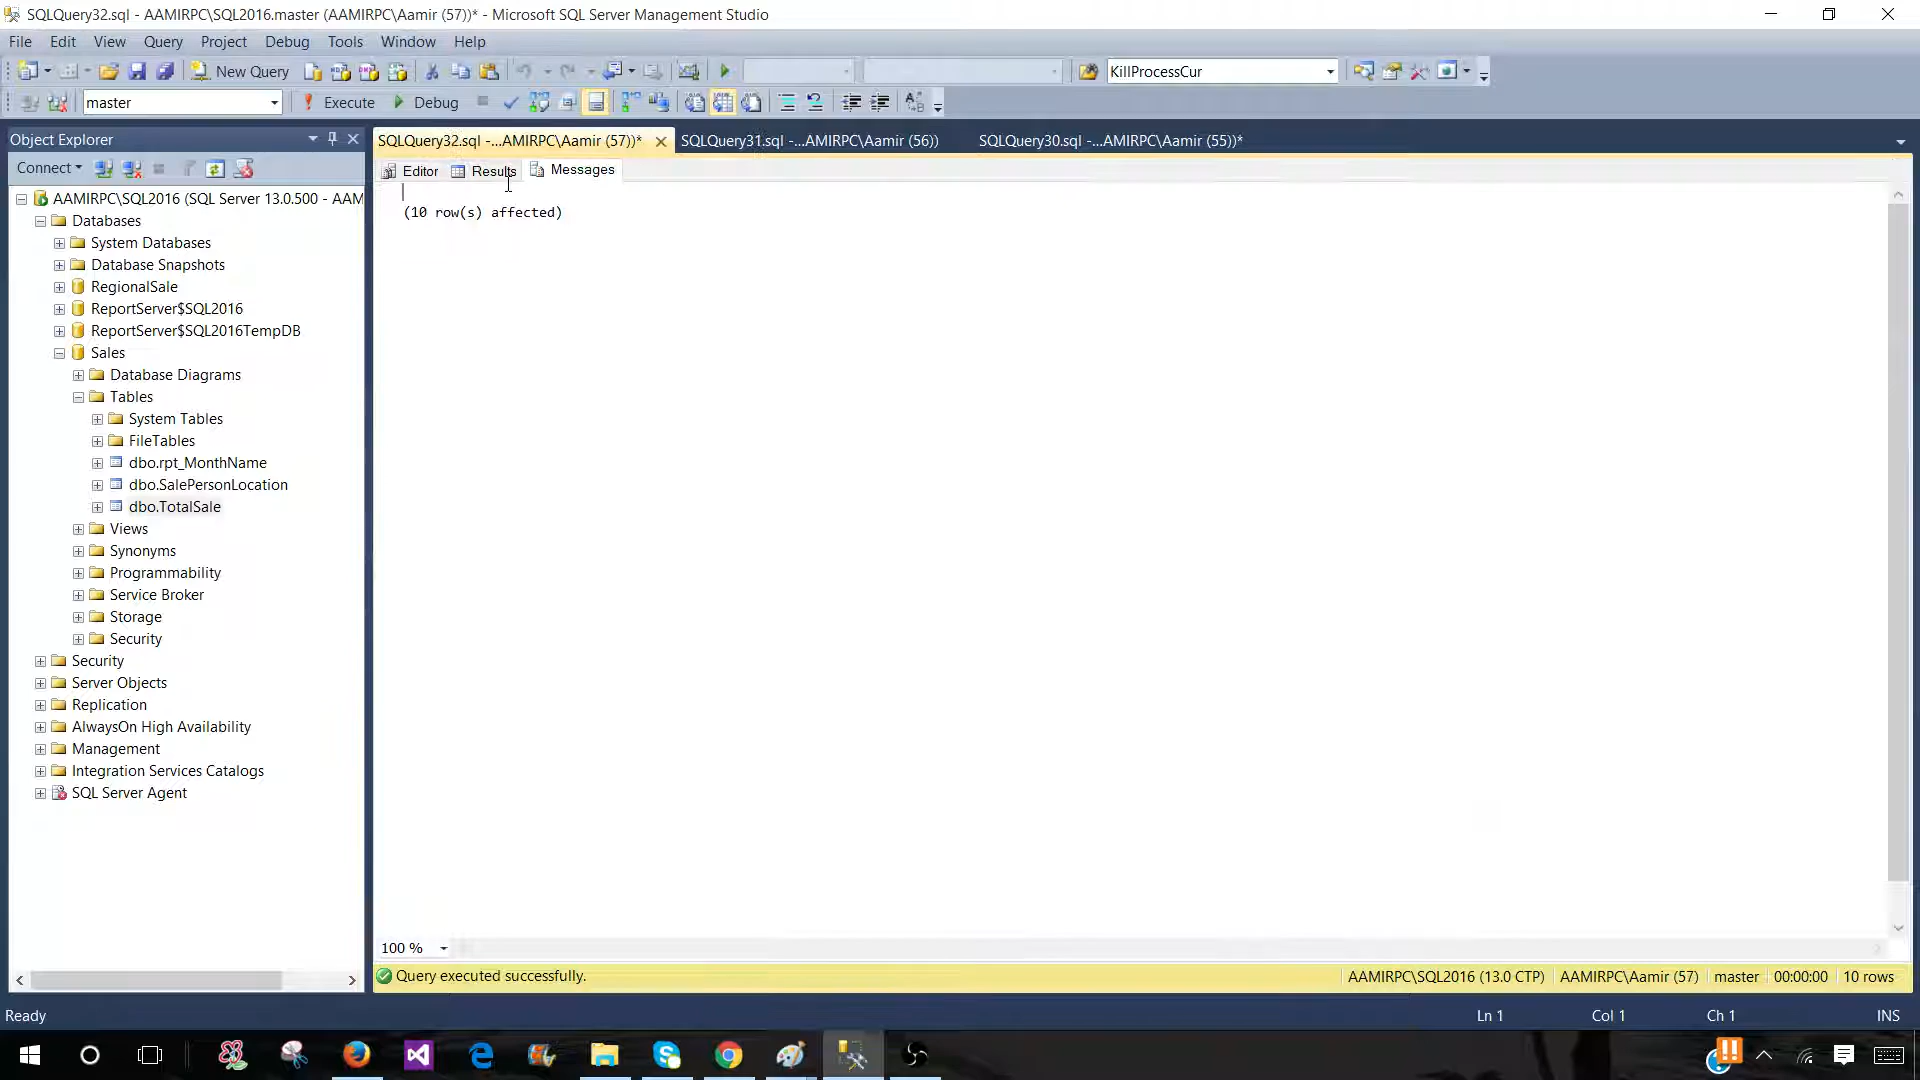 SQLQuery32.sql - AAMIRPC\SQL2016.master (AAMIRPC\Aamir (57))* - Microsoft SQL Server Management Studio
File Edit View Query Project Debug Tools Window Help
New Query KillProcessCur
master Execute Debug
Object Explorer
SQLQuery32.sql -...AMIRPC\Aamir (57))* SQLQuery31.sql -...AMIRPC\Aamir (56)) SQLQuery30.sql -...AMIRPC\Aamir (55))*
Connect
Editor Results Messages
AAMIRPC\SQL2016 (SQL Server 13.0.500 - AAM
(10 row(s) affected)
Databases
System Databases
Database Snapshots
RegionalSale
ReportServer$SQL2016
ReportServer$SQL2016TempDB
Sales
Database Diagrams
Tables
System Tables
FileTables
dbo.rpt_MonthName
dbo.SalePersonLocation
dbo.TotalSale
Views
Synonyms
Programmability
Service Broker
Storage
Security
Security
Server Objects
Replication
AlwaysOn High Availability
Management
Integration Services Catalogs
SQL Server Agent
100 %
Query executed successfully. AAMIRPC\SQL2016 (13.0 CTP) AAMIRPC\Aamir (57) master 00:00:00 10 rows
Ready Ln 1 Col 1 Ch 1 INS